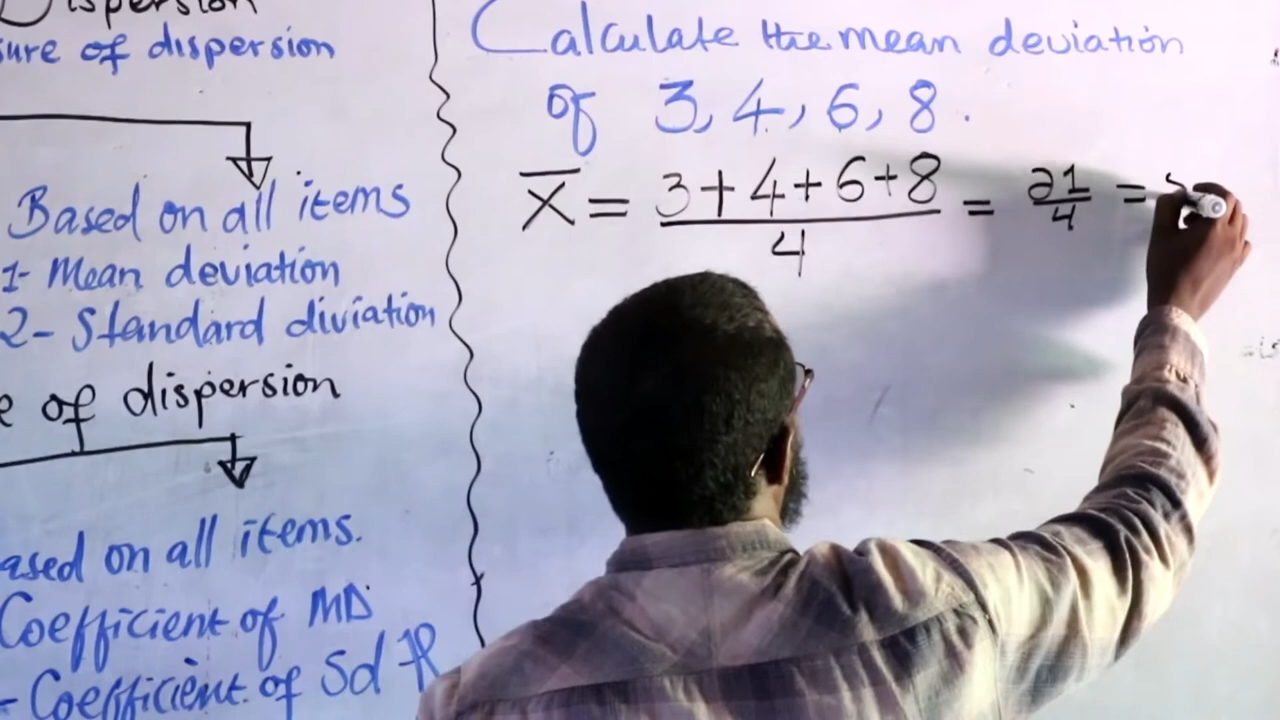 Dispersion
sure of dispersion
Based on all items
1- Mean deviation
2- Standard diviation
e of dispersion
ased on all items.
Coefficient of MD
- Coefficient of Sd
Calculate the mean deviation
of 3, 4, 6, 8.
X̅ = 3+4+6+8/4 = 21/4 =